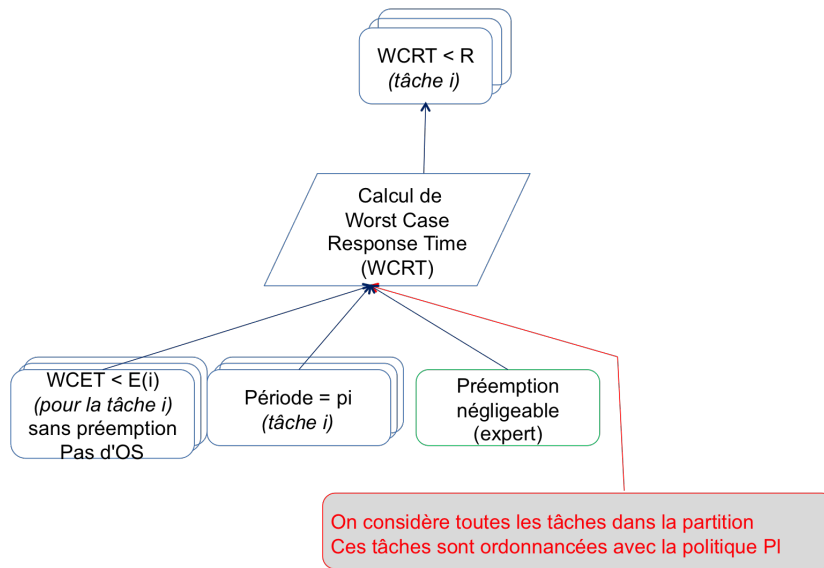 WCRT < R
(tâche i)
Calcul de
Worst Case
Response Time
(WCRT)
WCET < E(i)
(pour la tâche i)
sans préemption
Pas d'OS
Période = pi
(tâche i)
Préemption
négligeable
(expert)
On considère toutes les tâches dans la partition
Ces tâches sont ordonnancées avec la politique Pl